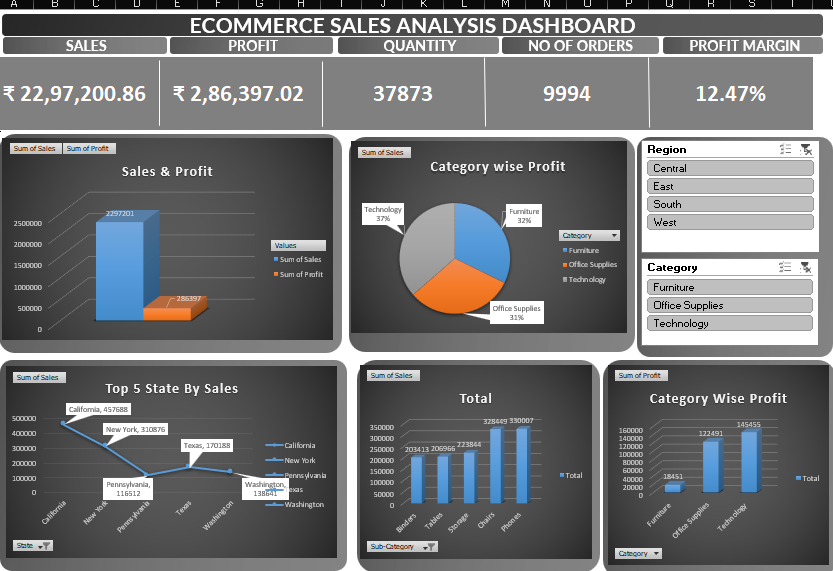 A B C D E F G H I J K L M N O P Q R S T
ECOMMERCE SALES ANALYSIS DASHBOARD
SALES PROFIT QUANTITY NO OF ORDERS PROFIT MARGIN
₹ 22,97,200.86 ₹ 2,86,397.02 37873 9994 12.47%
Sum of Sales Sum of Profit
Sales & Profit
2297201
286397
2500000
2000000
1500000
1000000
500000
0
Values
Sum of Sales
Sum of Profit
Sum of Sales
Category wise Profit
Technology
37%
Furniture
32%
Office Supplies
31%
Category
Furniture
Office Supplies
Technology
Region
Central
East
South
West
Category
Furniture
Office Supplies
Technology
Sum of Sales
Top 5 State By Sales
California, 457688
New York, 310876
Pennsylvania,
116512
Texas, 170188
Washington,
138641
500000
400000
300000
200000
100000
0
California
New York
Pennsylvania
Texas
Washington
California
New York
Pennsylvania
Texas
Washington
State
Sum of Sales
Total
350000
300000
250000
200000
150000
100000
50000
0
203413 206966 223844 328449 330007
Binders
Tables
Storage
Chairs
Phones
Total
Sub-Category
Sum of Profit
Category Wise Profit
160000
140000
120000
100000
80000
60000
40000
20000
0
18451
122491
145455
Furniture
Office Supplies
Technology
Total
Category